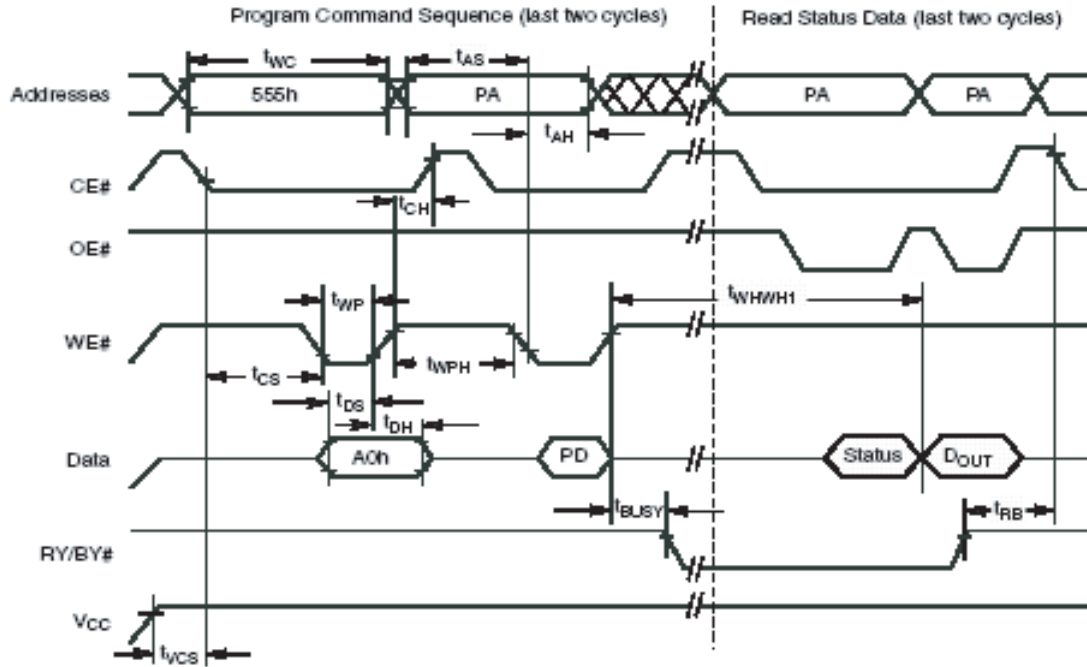 Program Command Sequence (last two cycles)
Read Status Data (last two cycles)
tWC
tAS
Addresses
555h
PA
PA
PA
tAH
CE#
tCH
OE#
tWP
tWHWH1
WE#
tCS
tWPH
tDS
tDH
Data
A0h
PD
Status
DOUT
tBUSY
tRB
RY/BY#
VCC
tVCS